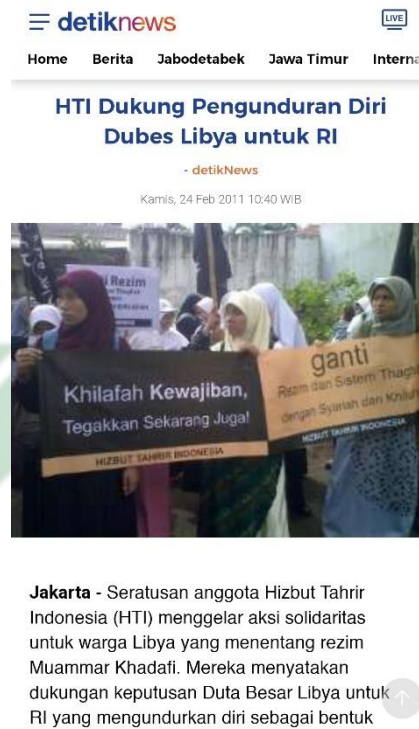 detiknews
LIVE
Home Berita Jabodetabek Jawa Timur Interna
HTI Dukung Pengunduran Diri
Dubes Libya untuk RI
- detikNews
Kamis, 24 Feb 2011 10:40 WIB
Rezim
Khilafah Kewajiban,
Tegakkan Sekarang Juga!
HIZBUT TAHRIR INDONESIA
ganti
Rezim dan Sistem Thagh
dengan Syariah dan Khilafa
HIZBUT TAHRIR INDONESIA
Jakarta - Seratusan anggota Hizbut Tahrir
Indonesia (HTI) menggelar aksi solidaritas
untuk warga Libya yang menentang rezim
Muammar Khadafi. Mereka menyatakan
dukungan keputusan Duta Besar Libya untuk
RI yang mengundurkan diri sebagai bentuk